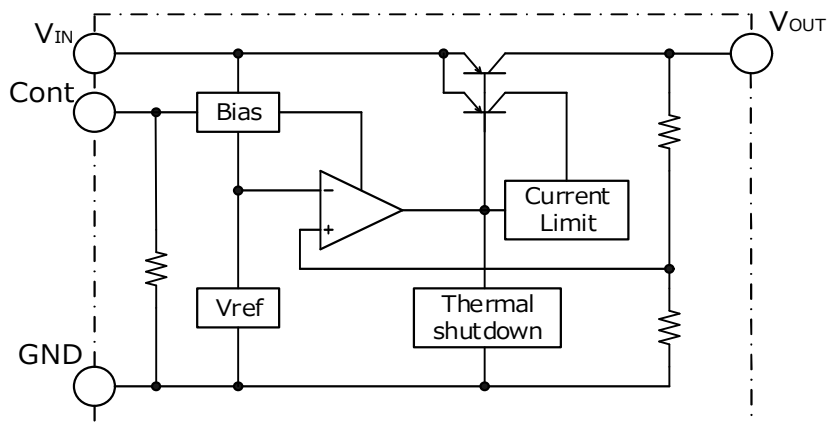 VIN
VOUT
Cont
Bias
−
+
Current
Limit
Vref
Thermal
shutdown
GND